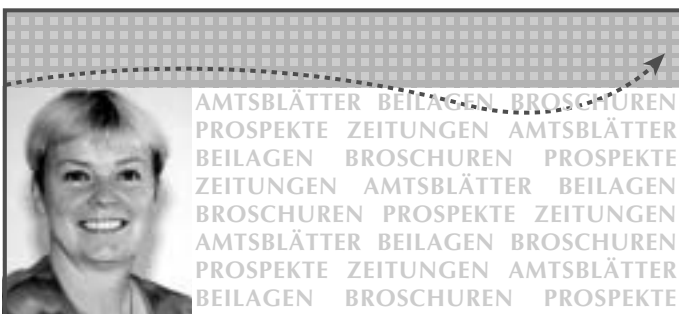 AMTSBLÄTTER BEILAGEN BROSCHUREN
PROSPEKTE ZEITUNGEN AMTSBLÄTTER
BEILAGEN BROSCHUREN PROSPEKTE
ZEITUNGEN AMTSBLÄTTER BEILAGEN
BROSCHUREN PROSPEKTE ZEITUNGEN
AMTSBLÄTTER BEILAGEN BROSCHUREN
PROSPEKTE ZEITUNGEN AMTSBLÄTTER
BEILAGEN BROSCHUREN PROSPEKTE